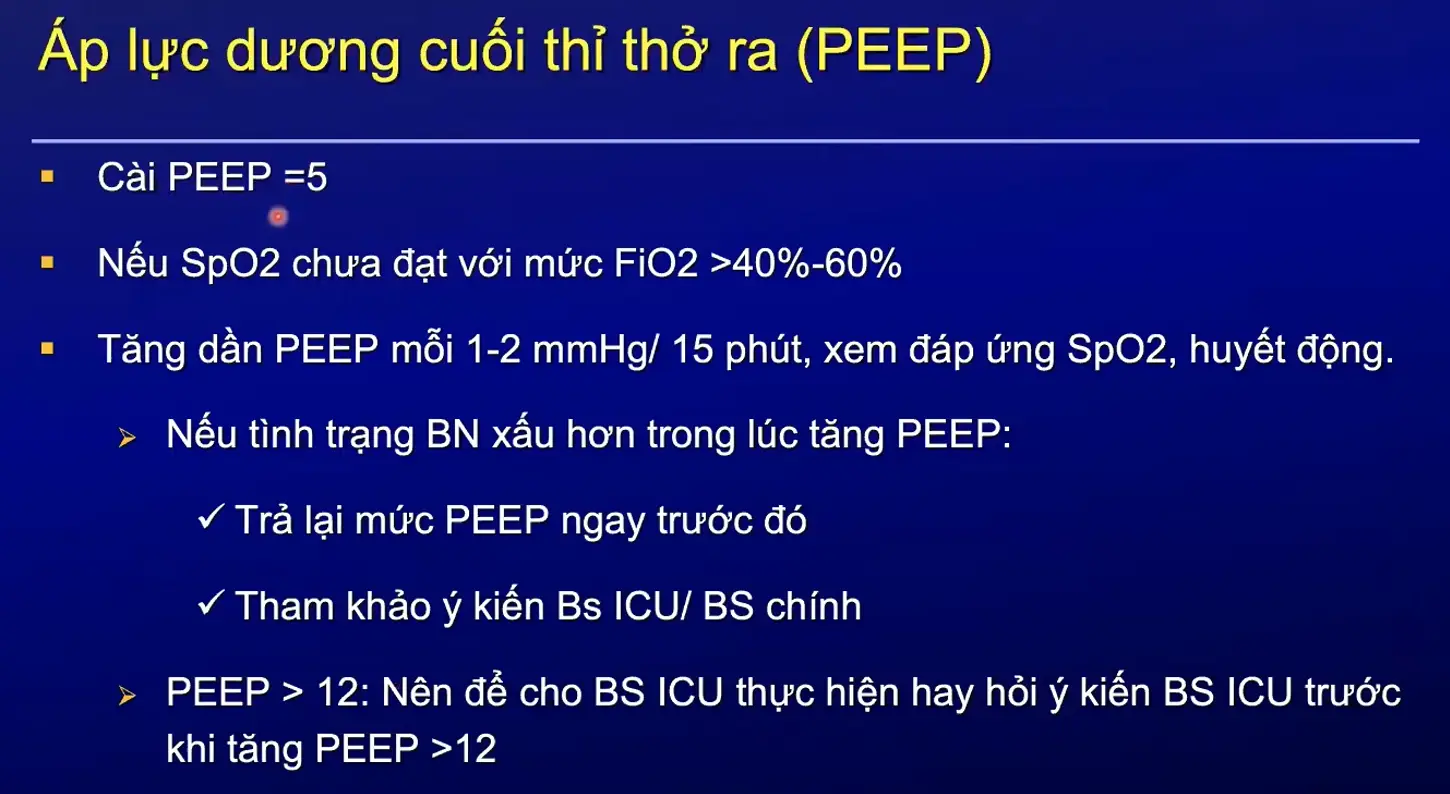 Áp lực dương cuối thì thở ra (PEEP)
Cài PEEP =5
Nếu SpO2 chưa đạt với mức FiO2 >40%-60%
Tăng dần PEEP mỗi 1-2 mmHg/ 15 phút, xem đáp ứng SpO2, huyết động.
Nếu tình trạng BN xấu hơn trong lúc tăng PEEP:
Trả lại mức PEEP ngay trước đó
Tham khảo ý kiến Bs ICU/ BS chính
PEEP > 12: Nên để cho BS ICU thực hiện hay hỏi ý kiến BS ICU trước
khi tăng PEEP >12